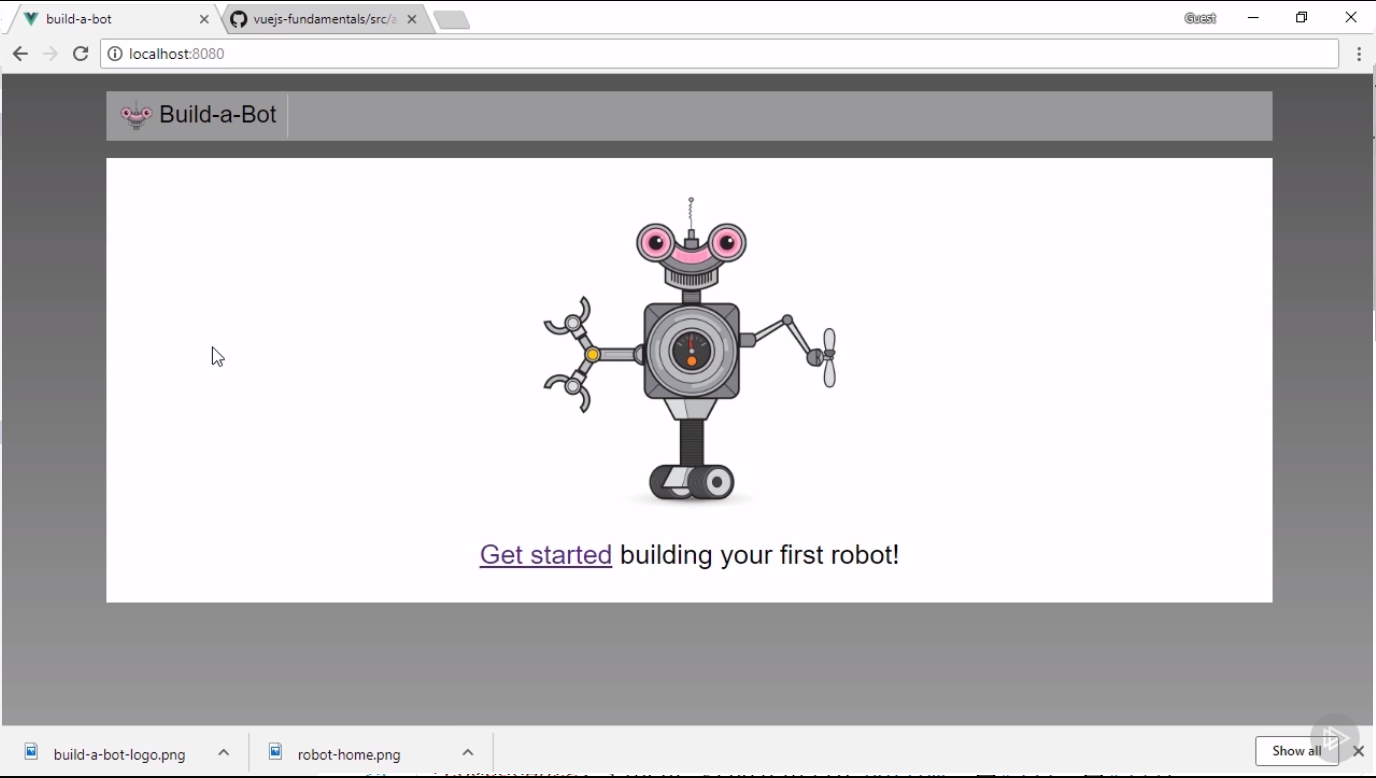 build-a-bot
vuejs-fundamentals/src/a
Guest
localhost:8080
Build-a-Bot
Get started building your first robot!
build-a-bot-logo.png
robot-home.png
Show all